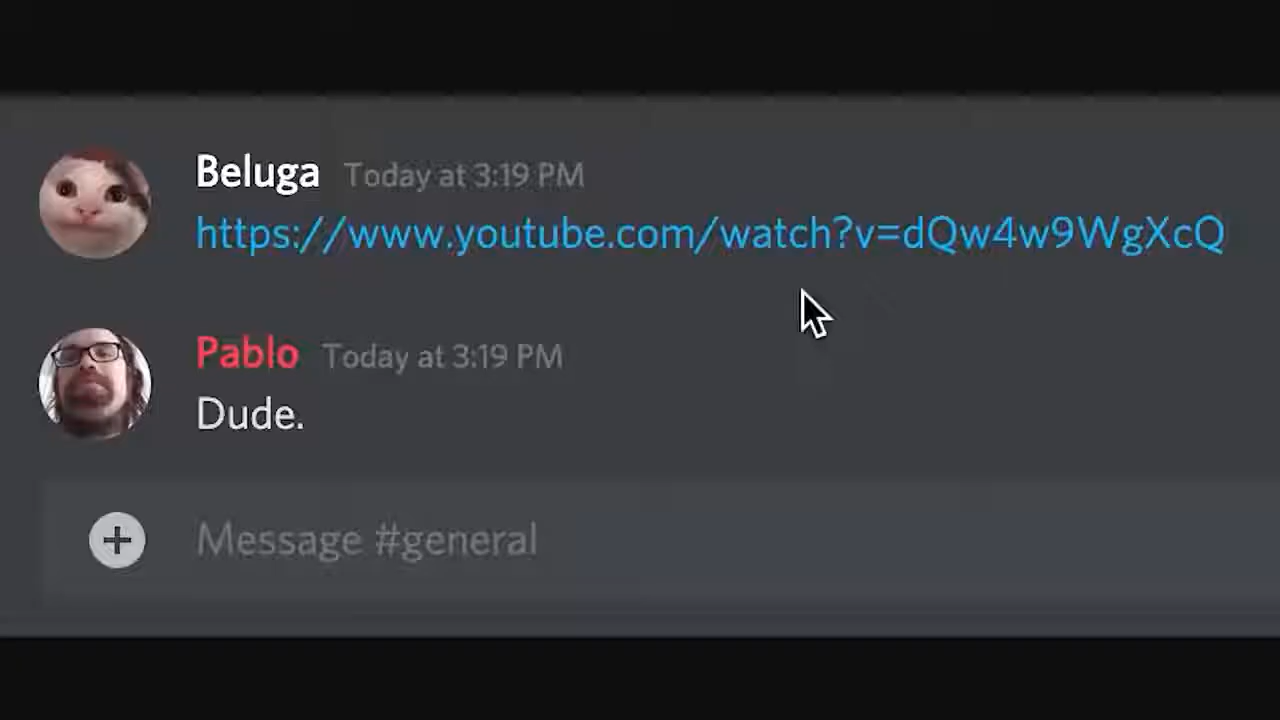 Beluga Today at 3:19 PM
https://www.youtube.com/watch?v=dQw4w9WgXcQ
Pablo Today at 3:19 PM
Dude.
Message #general